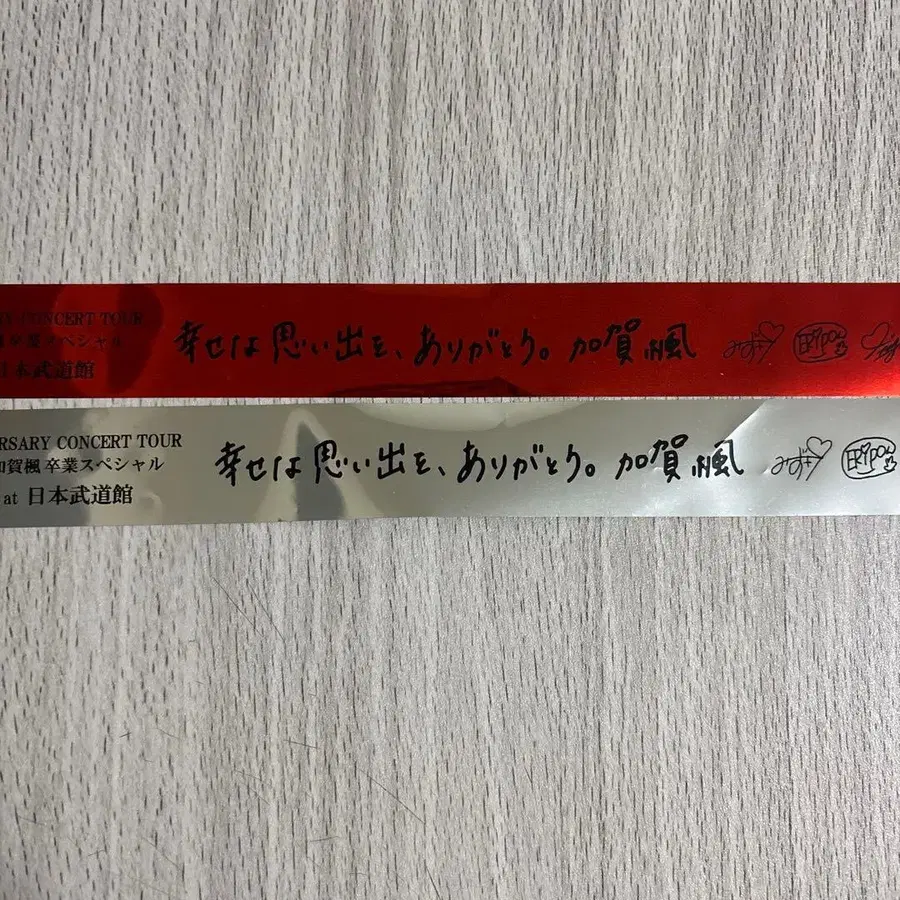 RY CONCERT TOUR
楓 卒業スペシャル
日本武道館
幸せな思い出を、ありがとう。加賀楓
RSARY CONCERT TOUR
加賀楓 卒業スペシャル
at 日本武道館
幸せな思い出を、ありがとう。加賀楓